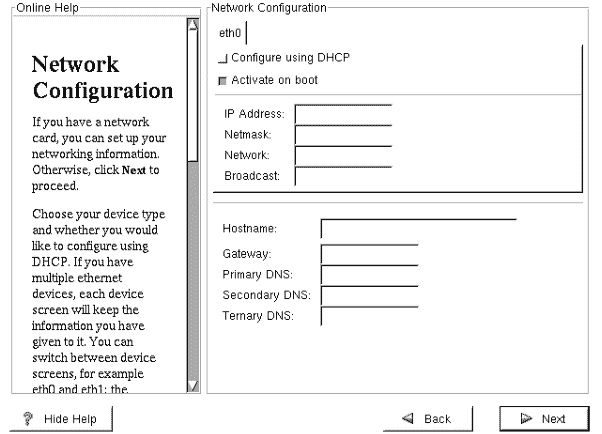 Online Help
Network
Configuration
If you have a network
card, you can set up your
networking information.
Otherwise, click Next to
proceed.
Choose your device type
and whether you would
like to configure using
DHCP. If you have
multiple ethernet
devices, each device
screen will keep the
information you have
given to it. You can
switch between device
screens, for example
eth0 and eth1; the
Network Configuration
eth0
Configure using DHCP
Activate on boot
IP Address:
Netmask:
Network:
Broadcast:
Hostname:
Gateway:
Primary DNS:
Secondary DNS:
Ternary DNS:
Hide Help
Back
Next